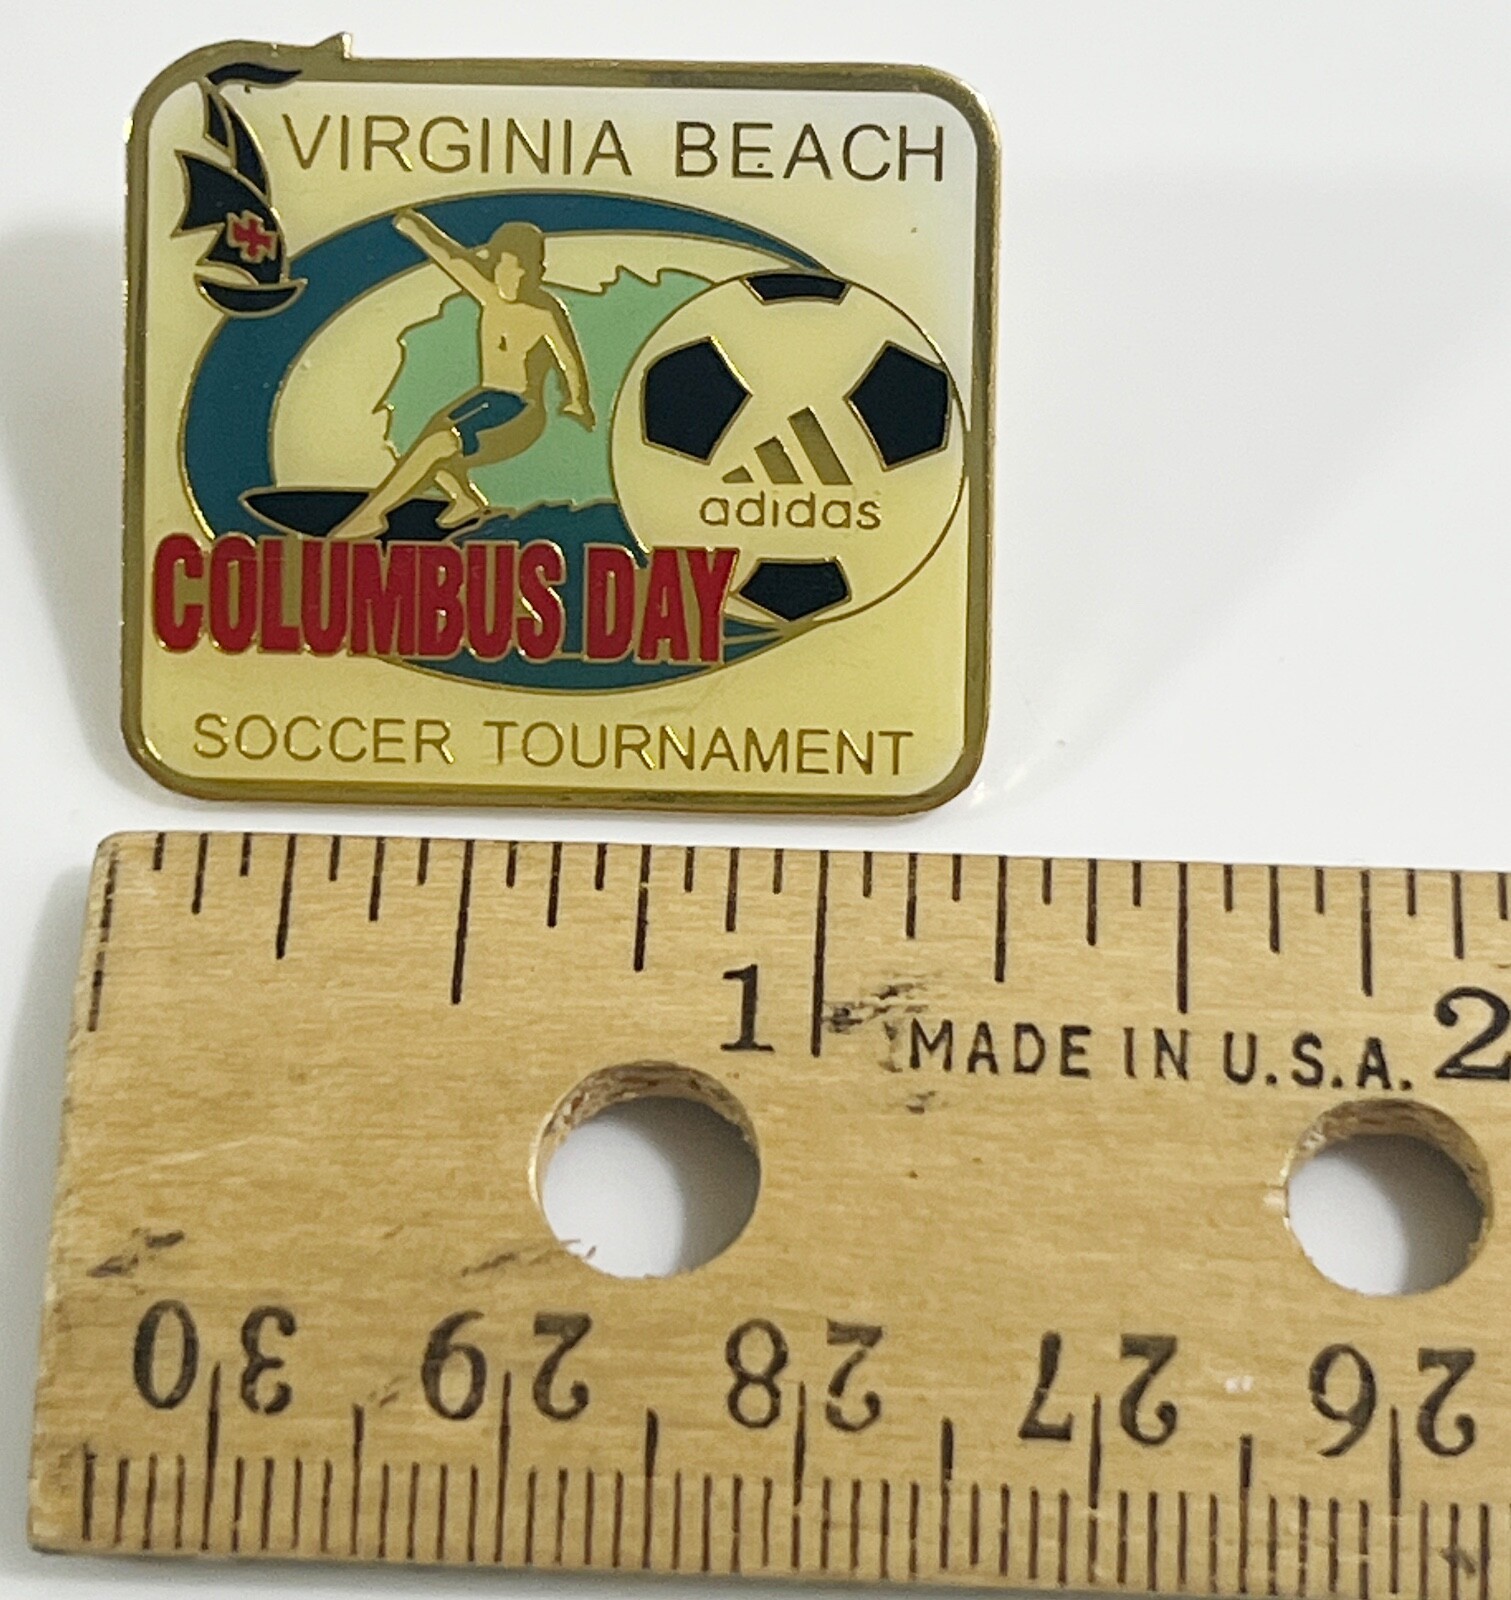 VIRGINIA BEACH
adidas
COLUMBUS DAY
SOCCER TOURNAMENT
1 2
MADE IN U.S.A.
30 29 28 27 26